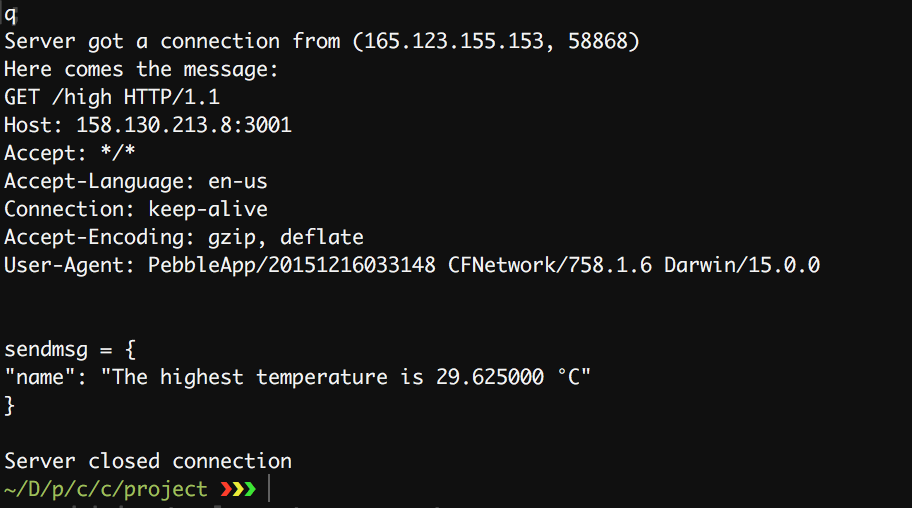 q
Server got a connection from (165.123.155.153, 58868)
Here comes the message:
GET /high HTTP/1.1
Host: 158.130.213.8:3001
Accept: */*
Accept-Language: en-us
Connection: keep-alive
Accept-Encoding: gzip, deflate
User-Agent: PebbleApp/20151216033148 CFNetwork/758.1.6 Darwin/15.0.0
sendmsg = {
"name": "The highest temperature is 29.625000 °C"
}
Server closed connection
~/D/p/c/c/project ❯❯❯